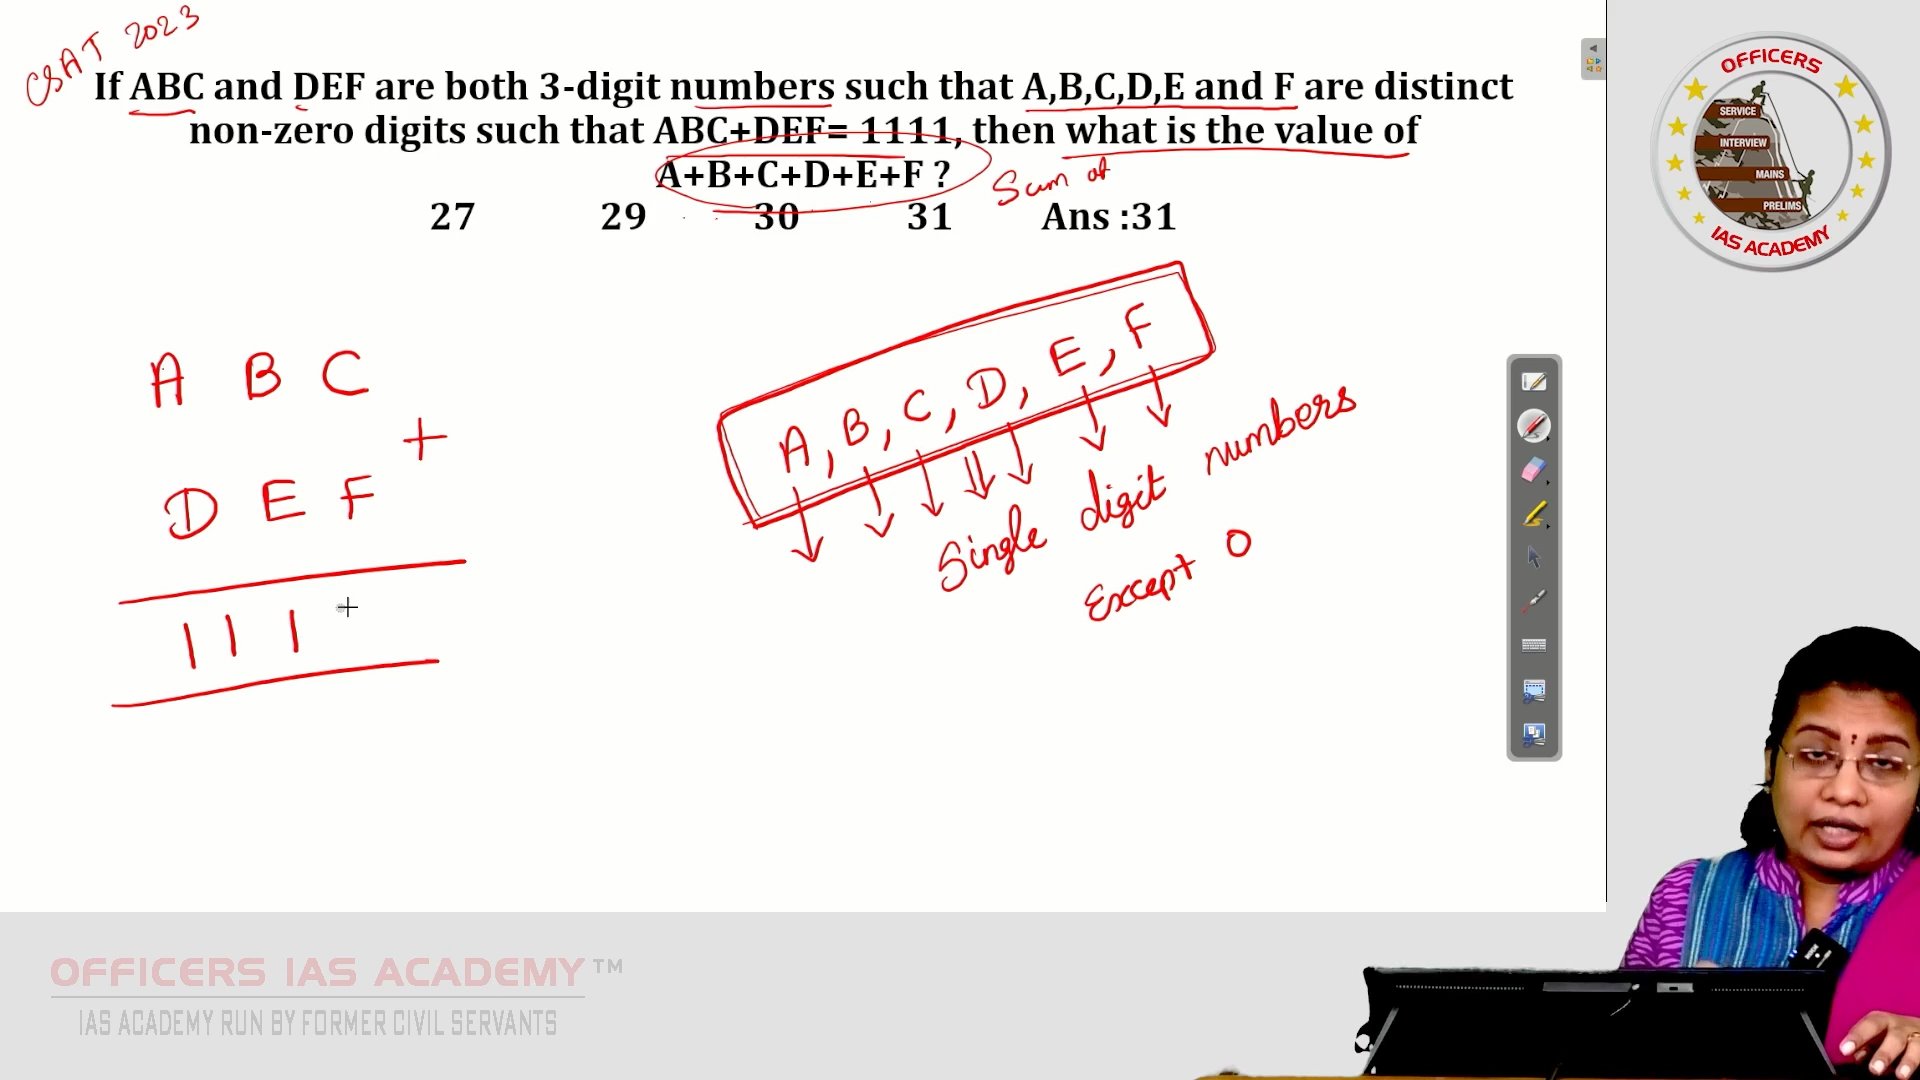 CSAT 2023
If ABC and DEF are both 3-digit numbers such that A,B,C,D,E and F are distinct
non-zero digits such that ABC+DEF= 1111, then what is the value of
A+B+C+D+E+F ?
Sum of
27 29 30 31 Ans :31
A B C
+
D E F
1 1 1
A, B, C, D, E, F
Single digit numbers
Except 0
OFFICERS
SERVICE
INTERVIEW
MAINS
PRELIMS
IAS ACADEMY
OFFICERS IAS ACADEMY™
IAS ACADEMY RUN BY FORMER CIVIL SERVANTS